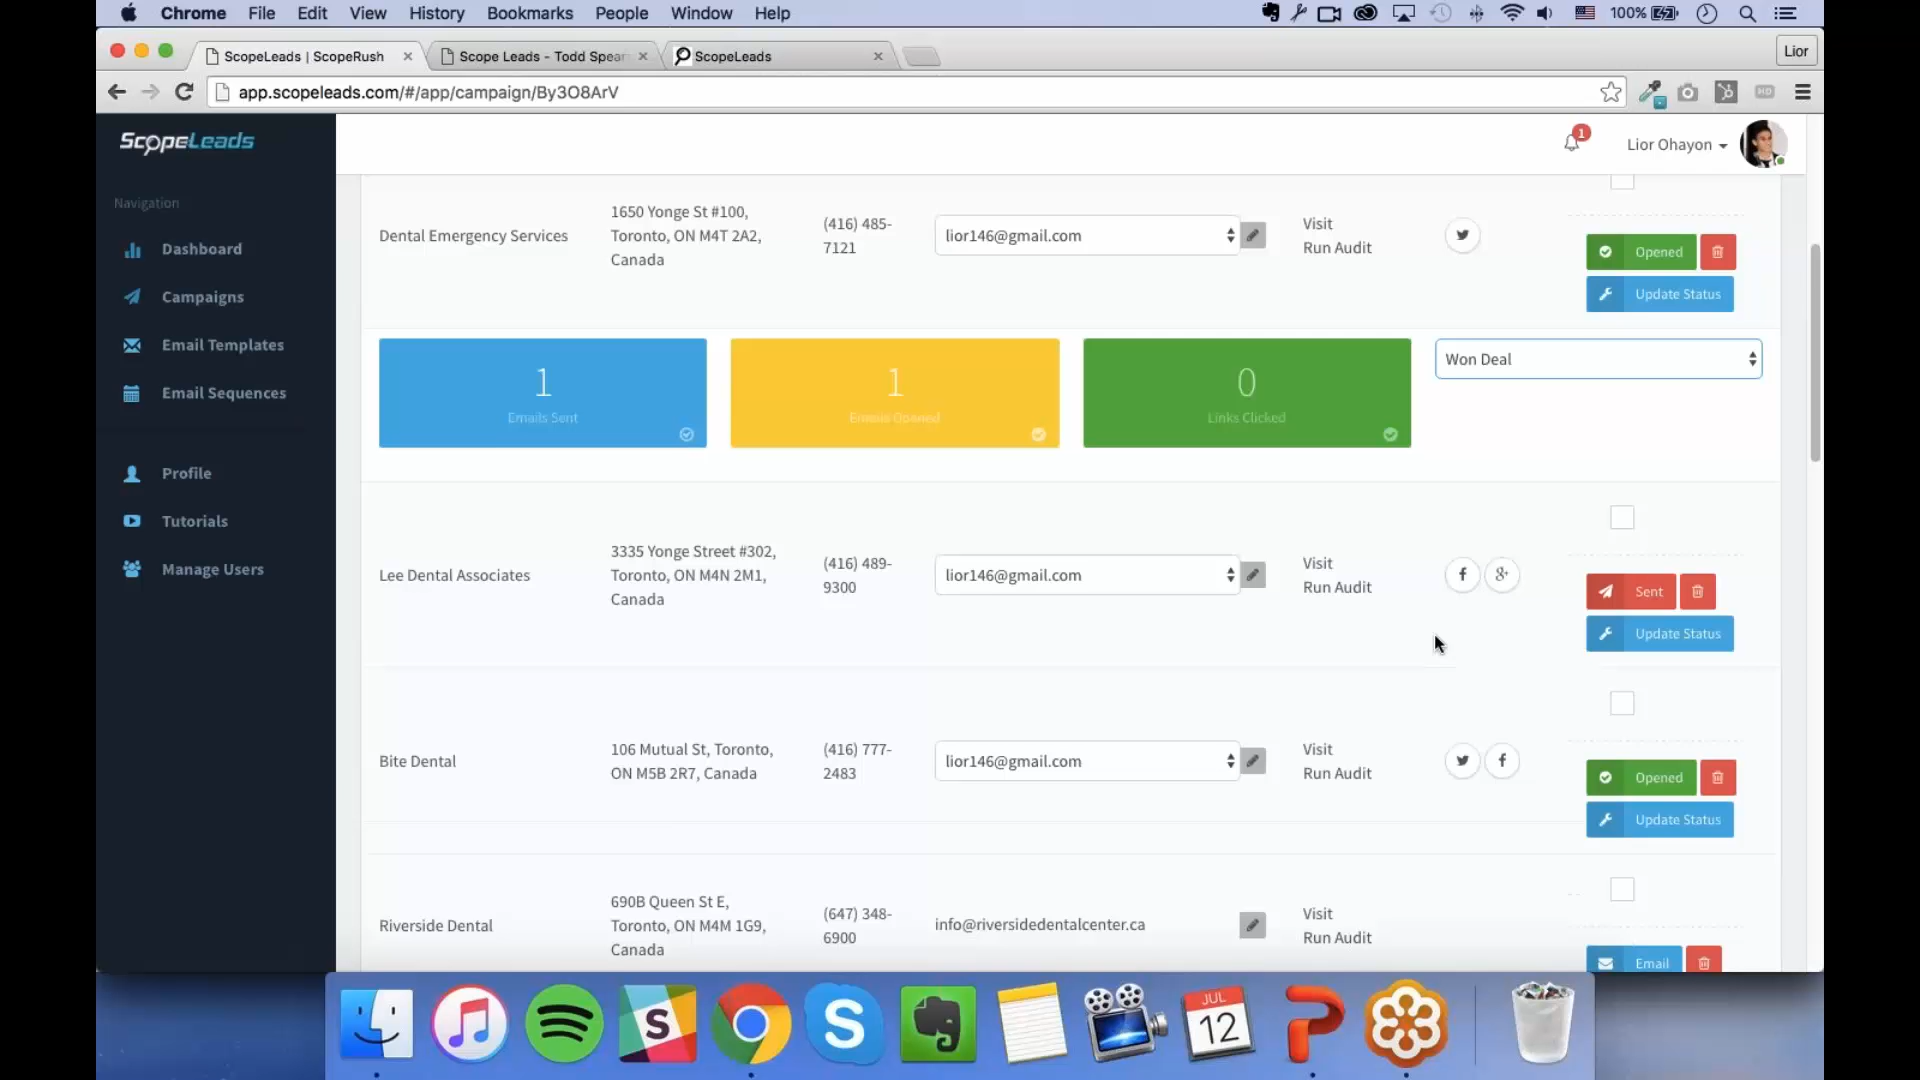 Chrome File Edit View History Bookmarks People Window Help
100%
ScopeLeads | ScopeRush
Scope Leads - Todd Spear
ScopeLeads
Lior
app.scopeleads.com/#/app/campaign/By3O8ArV
HD
ScopeLeads
1
Lior Ohayon
Navigation
Dashboard
Campaigns
Email Templates
Email Sequences
Profile
Tutorials
Manage Users
Dental Emergency Services
1650 Yonge St #100,
Toronto, ON M4T 2A2,
Canada
(416) 485-
7121
lior146@gmail.com
Visit
Run Audit
Opened
Update Status
1
Emails Sent
1
Emails Opened
0
Links Clicked
Won Deal
Lee Dental Associates
3335 Yonge Street #302,
Toronto, ON M4N 2M1,
Canada
(416) 489-
9300
lior146@gmail.com
Visit
Run Audit
f
g+
Sent
Update Status
Bite Dental
106 Mutual St, Toronto,
ON M5B 2R7, Canada
(416) 777-
2483
lior146@gmail.com
Visit
Run Audit
f
Opened
Update Status
Riverside Dental
690B Queen St E,
Toronto, ON M4M 1G9,
Canada
(647) 348-
6900
info@riversidedentalcenter.ca
Visit
Run Audit
Email
S
S
JUL
12
P